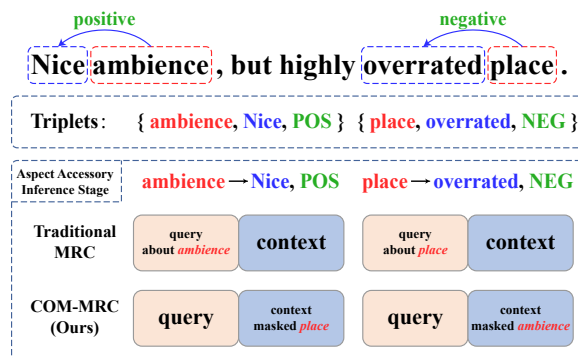 positive negative
Nice ambience , but highly overrated place .
Triplets: { ambience, Nice, POS } { place, overrated, NEG }
Aspect Accessory
Inference Stage
ambience→Nice, POS place→overrated, NEG
Traditional
MRC
query
about ambience
context
query
about place
context
COM-MRC
(Ours)
query
context
masked place
query
context
masked ambience